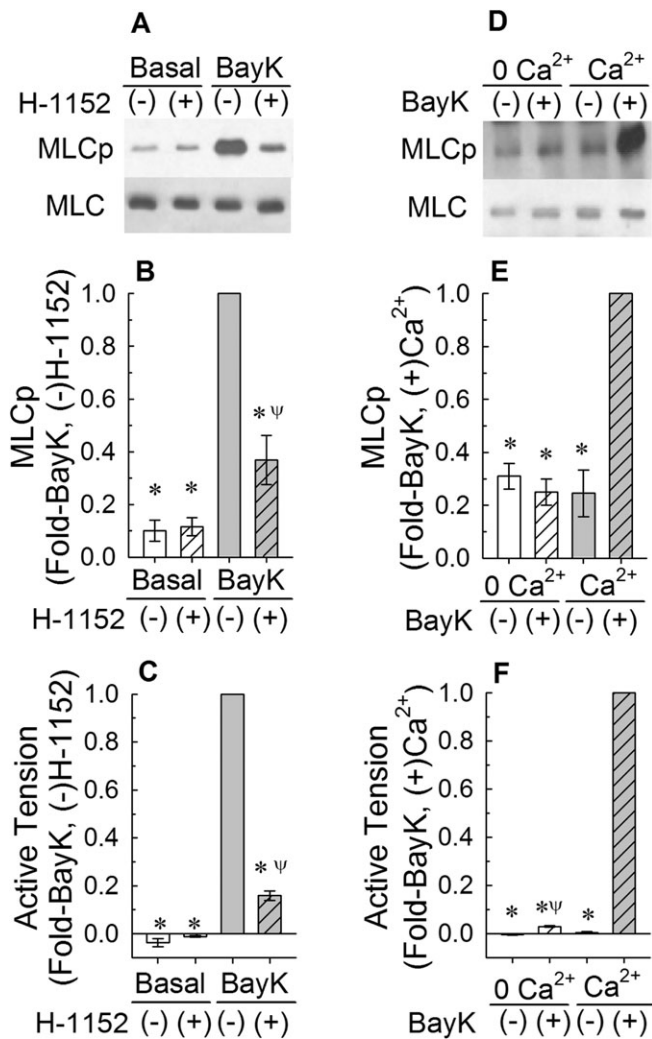 A
Basal BayK
H-1152 (-) (+) (-) (+)
MLCp
MLC
B
MLCp
(Fold-BayK, (-)H-1152)
1.0
0.8
0.6
0.4
0.2
0.0
* * * ψ
Basal BayK
H-1152 (-) (+) (-) (+)
C
Active Tension
(Fold-BayK, (-)H-1152)
1.0
0.8
0.6
0.4
0.2
0.0
* * * ψ
Basal BayK
H-1152 (-) (+) (-) (+)
D
0 Ca²⁺ Ca²⁺
BayK (-) (+) (-) (+)
MLCp
MLC
E
MLCp
(Fold-BayK, (+)Ca²⁺)
1.0
0.8
0.6
0.4
0.2
0.0
* * *
0 Ca²⁺ Ca²⁺
BayK (-) (+) (-) (+)
F
Active Tension
(Fold-BayK, (+)Ca²⁺)
1.0
0.8
0.6
0.4
0.2
0.0
* *ψ *
0 Ca²⁺ Ca²⁺
BayK (-) (+) (-) (+)